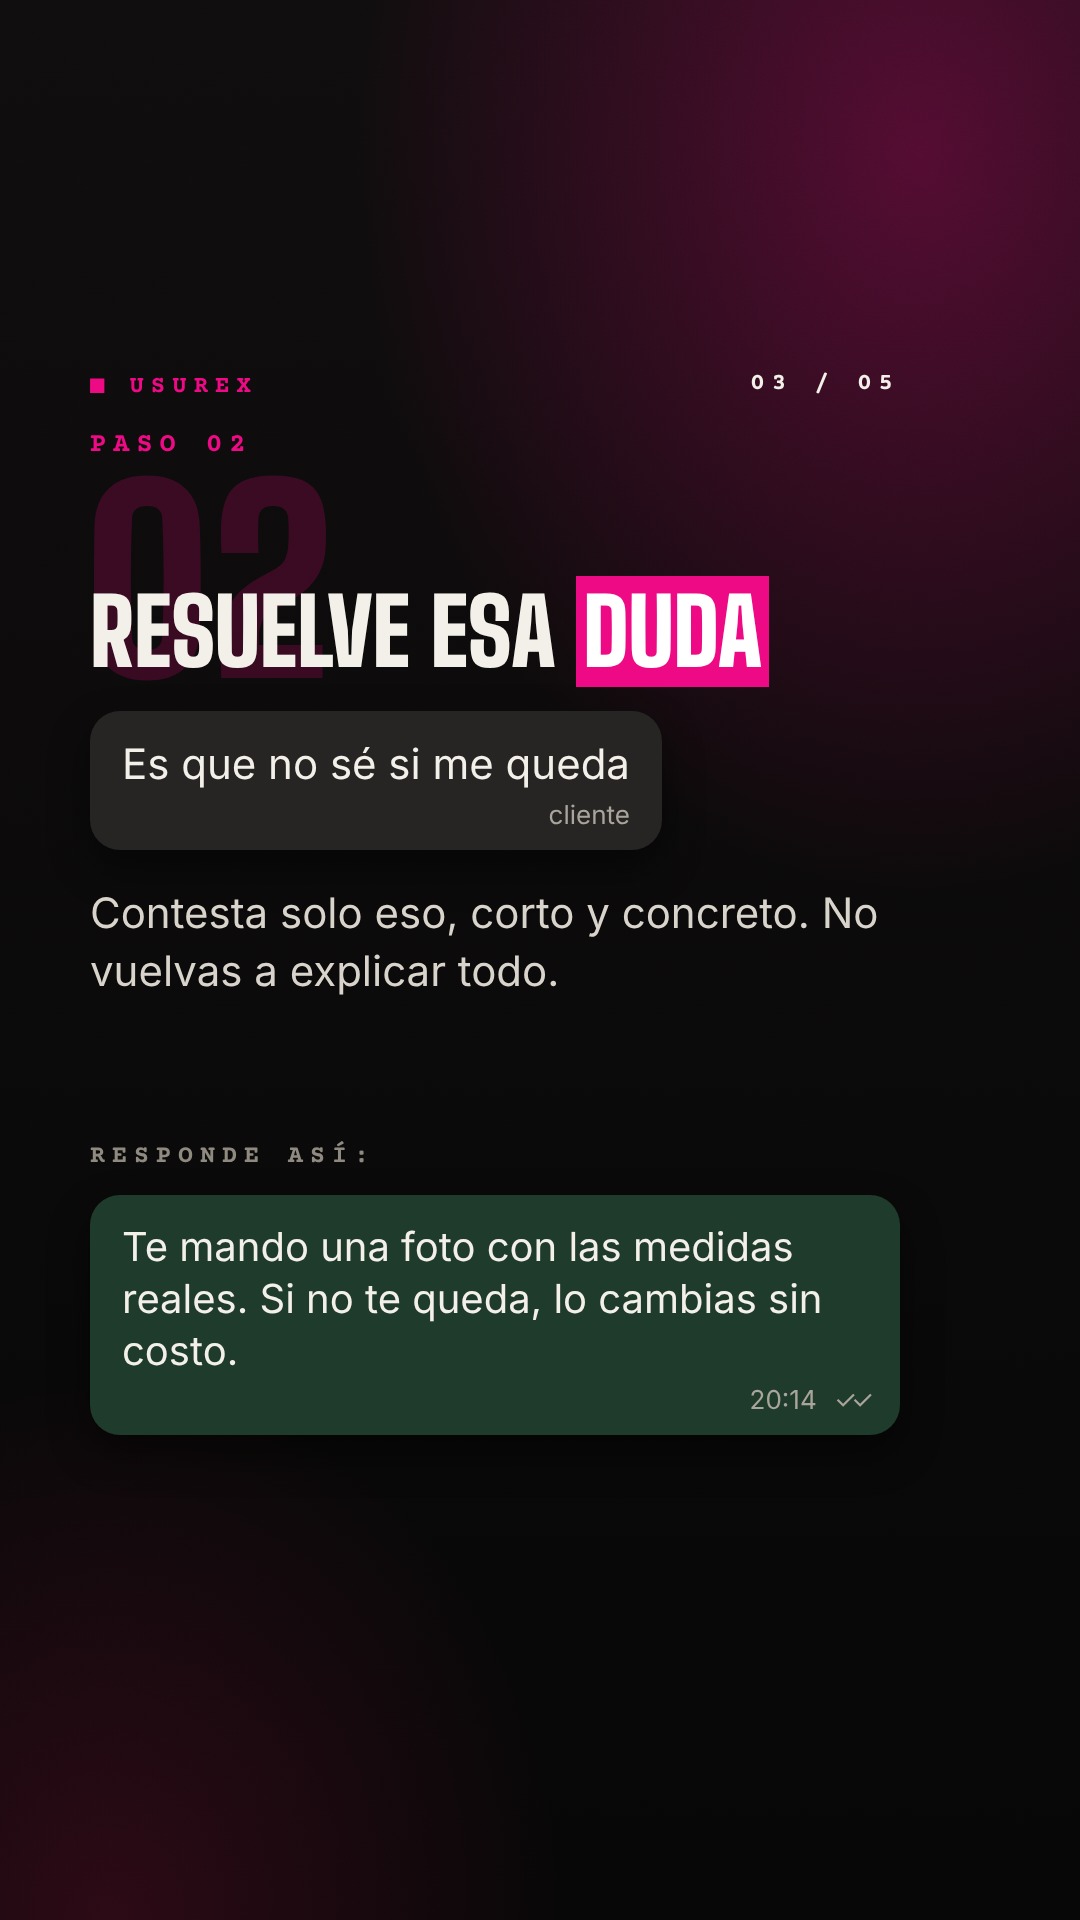 USUREX
03 / 05
PASO 02
02
RESUELVE ESA DUDA
Es que no sé si me queda
cliente
Contesta solo eso, corto y concreto. No
vuelvas a explicar todo.
RESPONDE ASÍ:
Te mando una foto con las medidas
reales. Si no te queda, lo cambias sin
costo.
20:14